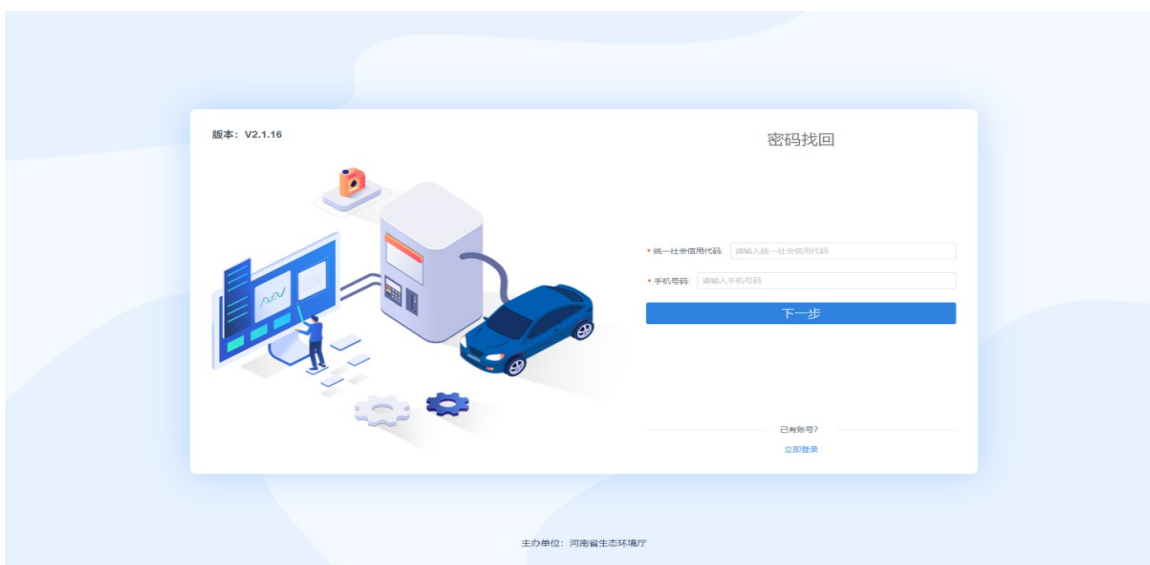 版本：V2.1.16
密码找回
* 统一社会信用代码: 请输入统一社会信用代码
* 手机号码: 请输入手机号码
下一步
已有账号?
立即登录
主办单位：河南省生态环境厅